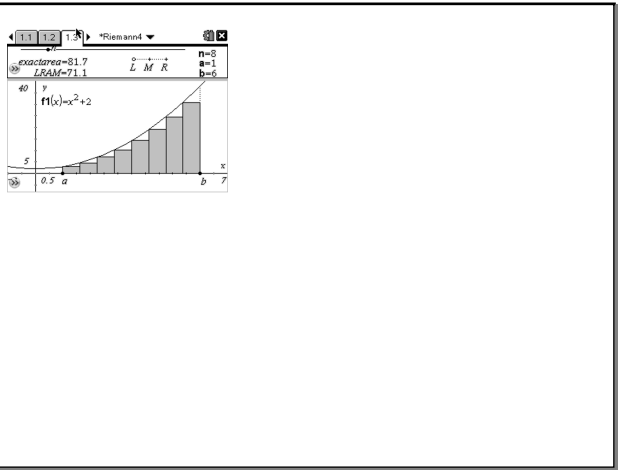 1.1 1.2 1.3 *Riemann4
n
exactarea=81.7
LRAM=71.1
L M R
n=8
a=1
b=6
40 y
f1(x)=x²+2
5
x
0.5 a b 7